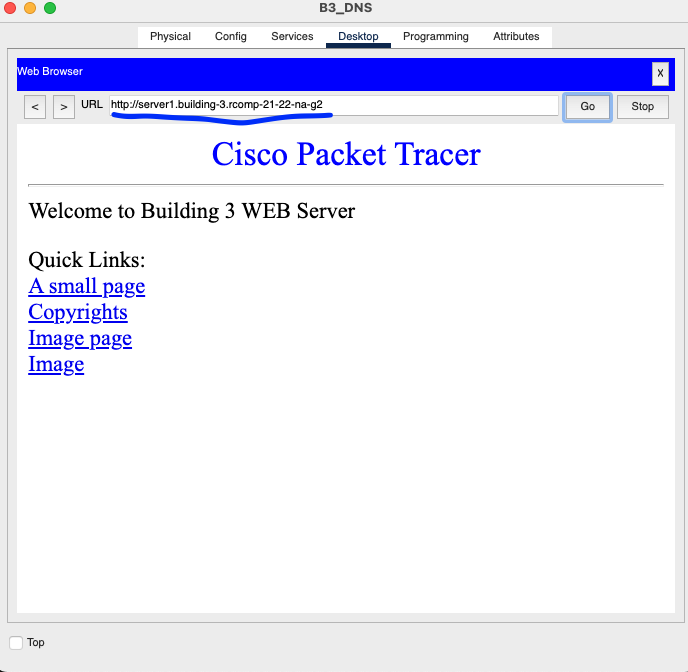 B3_DNS
Physical Config Services Desktop Programming Attributes
Web Browser X
< > URL http://server1.building-3.rcomp-21-22-na-g2 Go Stop
Cisco Packet Tracer
Welcome to Building 3 WEB Server
Quick Links:
A small page
Copyrights
Image page
Image
Top